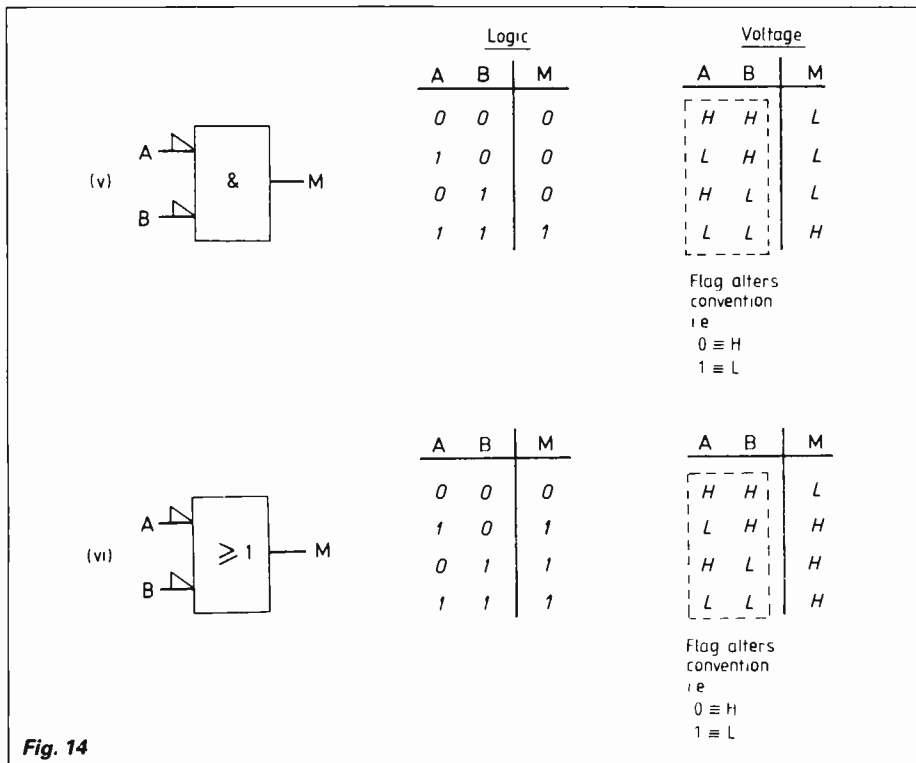 Logic Voltage
A B M A B M
0 0 0 H H L
A 1 0 0 L H L
(v) & M
0 1 0 H L L
B
1 1 1 L L H
Flag alters
convention
i e
0 ≡ H
1 ≡ L
A B M A B M
0 0 0 H H L
A 1 0 1 L H H
(vi) ⩾ 1 M
0 1 1 H L H
B
1 1 1 L L H
Flag alters
convention
i e
0 ≡ H
1 ≡ L
Fig. 14